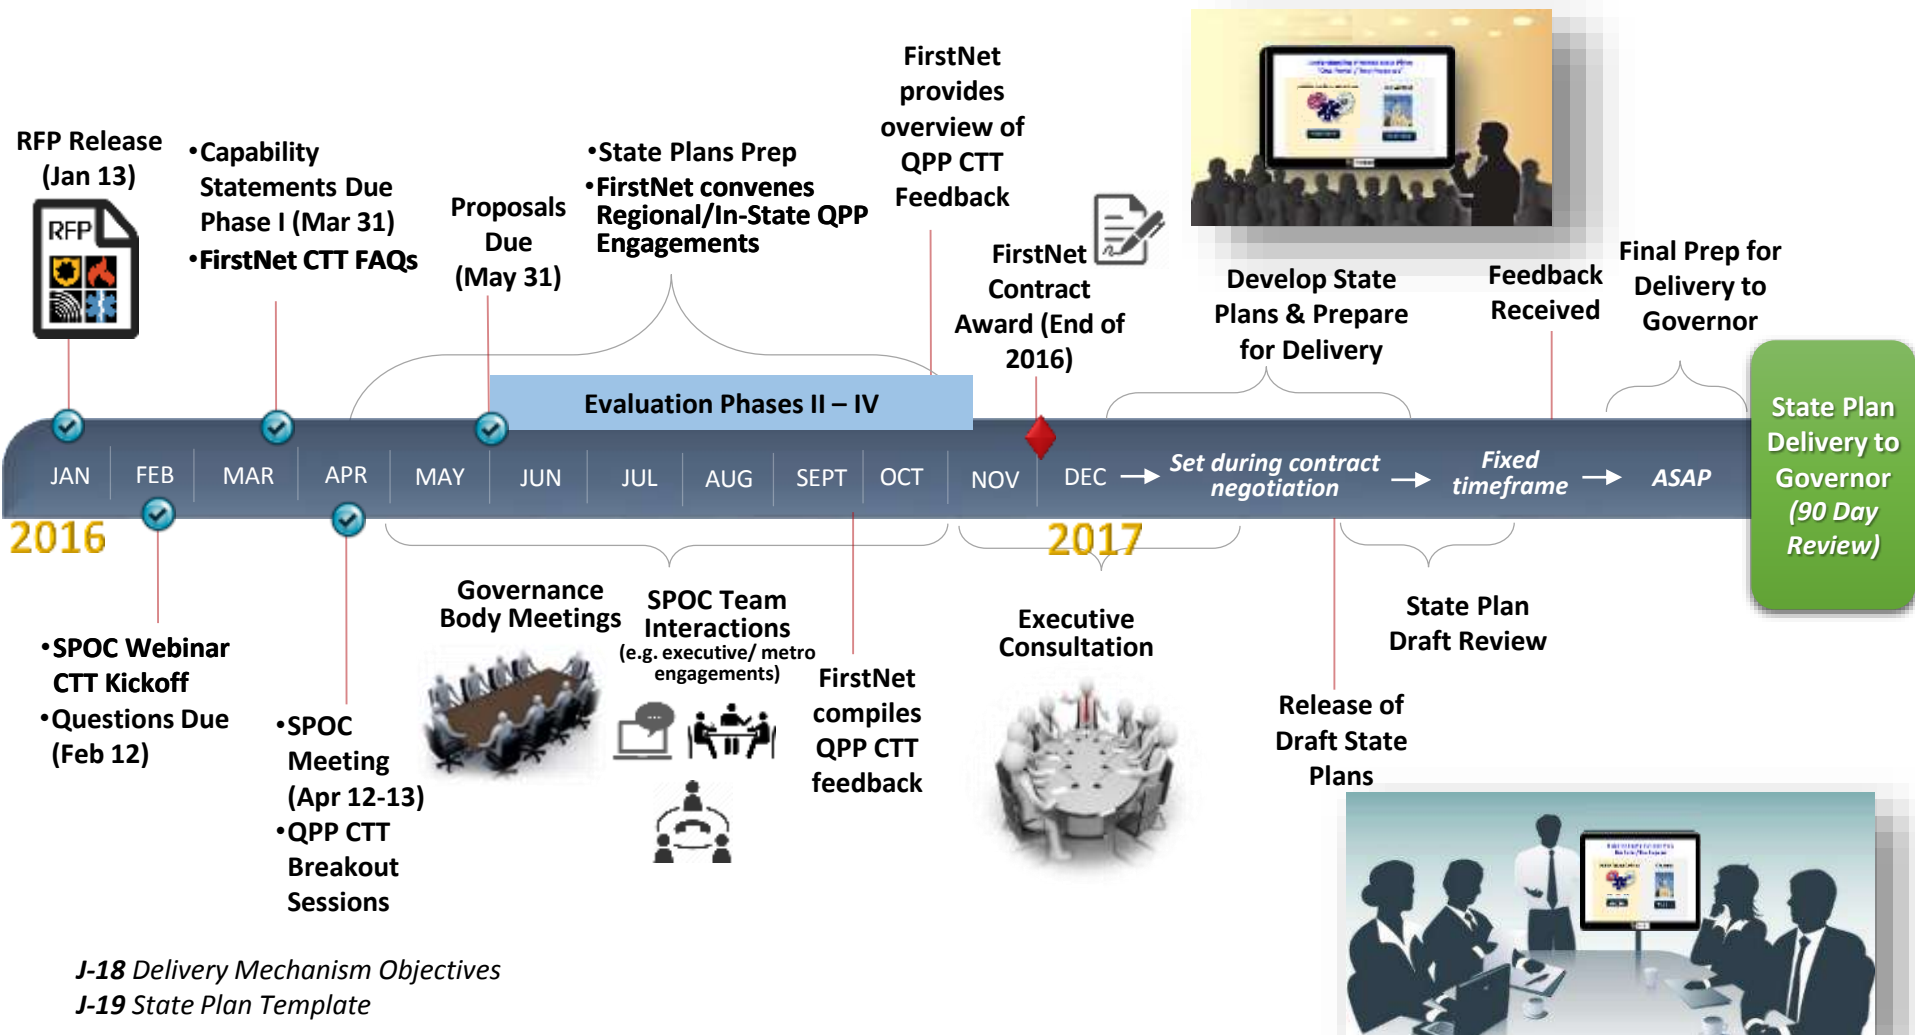 RFP Release
(Jan 13)
RFP
•Capability
Statements Due
Phase I (Mar 31)
•FirstNet CTT FAQs
Proposals
Due
(May 31)
•State Plans Prep
•FirstNet convenes
Regional/In-State QPP
Engagements
FirstNet
provides
overview of
QPP CTT
Feedback
FirstNet
Contract
Award (End of
2016)
Develop State
Plans & Prepare
for Delivery
Feedback
Received
Final Prep for
Delivery to
Governor
Evaluation Phases II – IV
JAN
FEB
MAR
APR
MAY
JUN
JUL
AUG
SEPT
OCT
NOV
DEC
Set during contract
negotiation
Fixed
timeframe
ASAP
State Plan
Delivery to
Governor
(90 Day
Review)
2016
2017
•SPOC Webinar
CTT Kickoff
•Questions Due
(Feb 12)
•SPOC
Meeting
(Apr 12-13)
•QPP CTT
Breakout
Sessions
Governance
Body Meetings
SPOC Team
Interactions
(e.g. executive/ metro
engagements)
FirstNet
compiles
QPP CTT
feedback
Executive
Consultation
State Plan
Draft Review
Release of
Draft State
Plans
J-18 Delivery Mechanism Objectives
J-19 State Plan Template